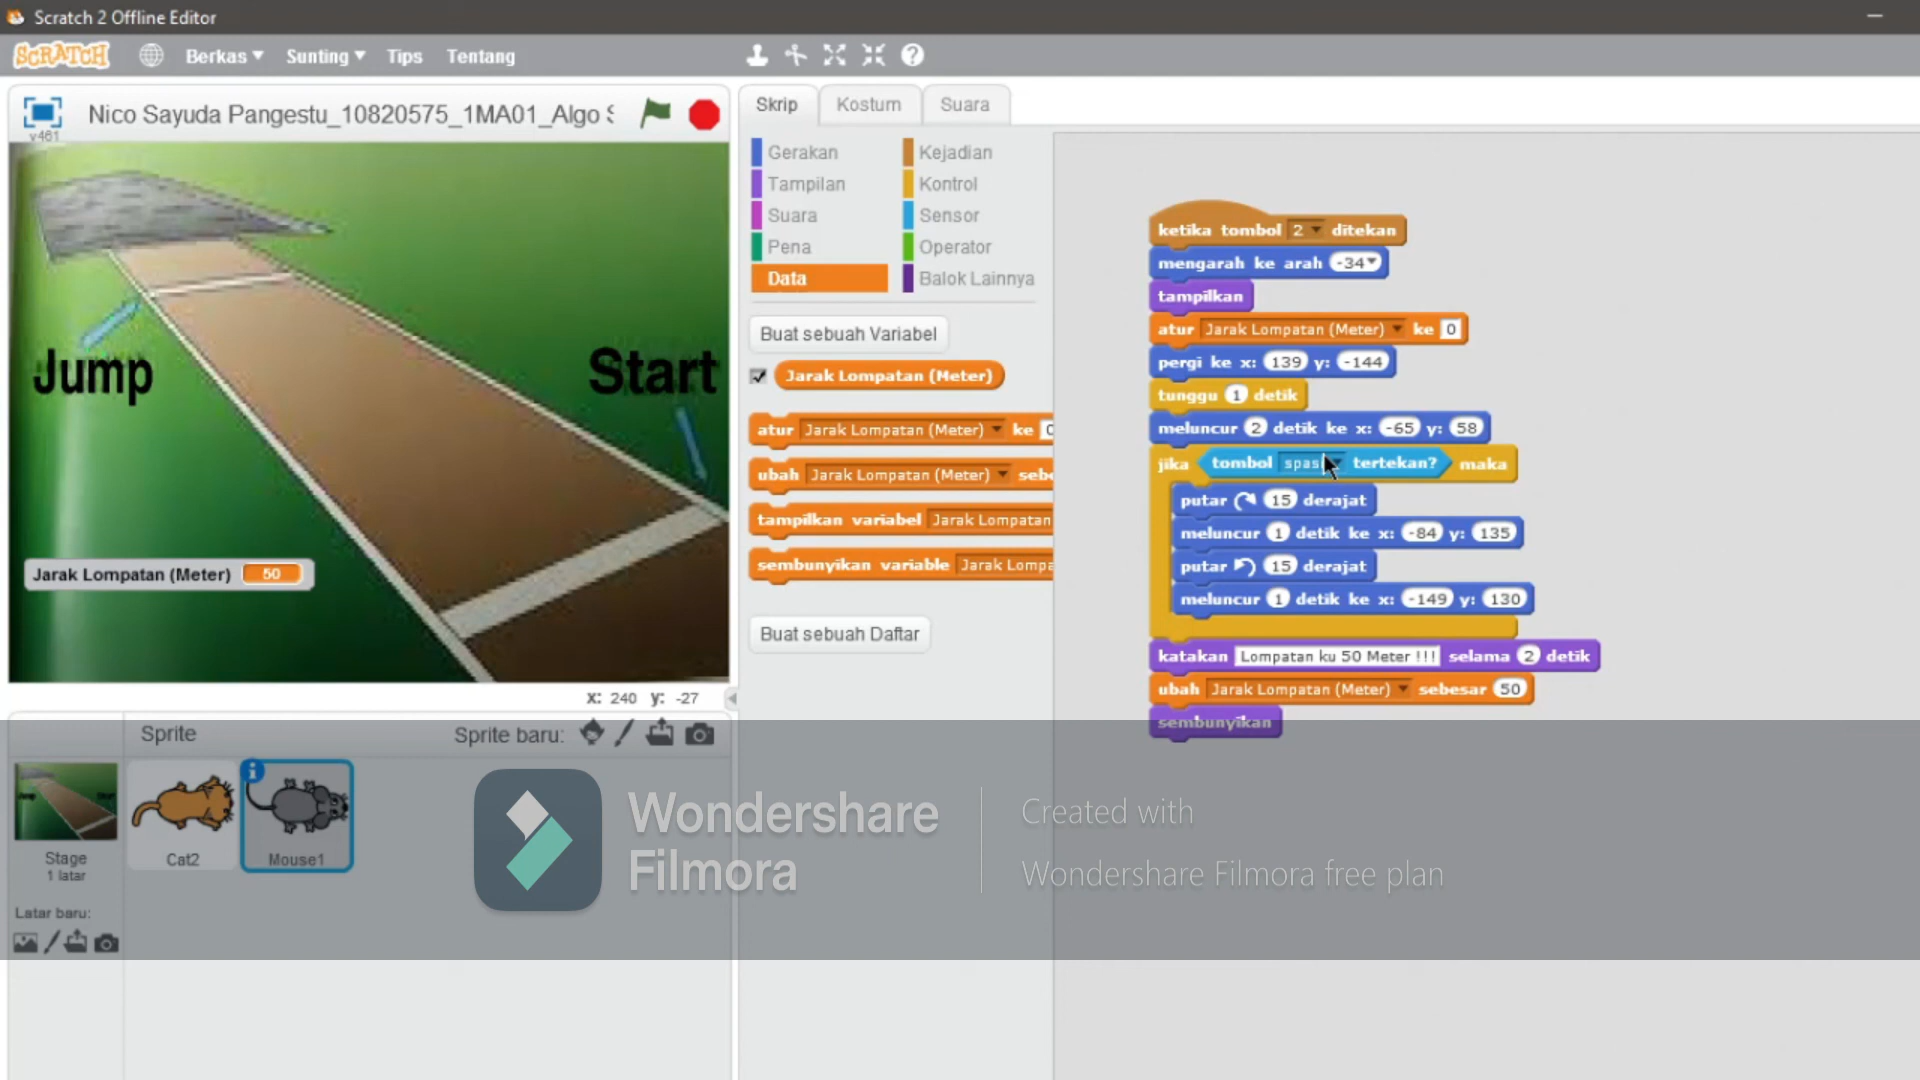 Scratch 2 Offline Editor
SCRATCH Berkas Sunting Tips Tentang
v461 Nico Sayuda Pangestu_10820575_1MA01_Algo
Jump
Start
Jarak Lompatan (Meter) 50
x: 240 y: -27
Sprite Sprite baru:
Stage
1 latar
Cat2
Mouse1
Latar baru:
Skrip Kostum Suara
Gerakan Kejadian
Tampilan Kontrol
Suara Sensor
Pena Operator
Data Balok Lainnya
Buat sebuah Variabel
Jarak Lompatan (Meter)
atur Jarak Lompatan (Meter) ke
ubah Jarak Lompatan (Meter)
tampilkan variabel Jarak Lompatan
sembunyikan variable Jarak
Buat sebuah Daftar
ketika tombol 2 ditekan
mengarah ke arah -34
tampilkan
atur Jarak Lompatan (Meter) ke 0
pergi ke x: 139 y: -144
tunggu 1 detik
meluncur 2 detik ke x: -65 y: 58
jika tombol tertekan? maka
putar 15 derajat
meluncur 1 detik ke x: -84 y: 135
putar 15 derajat
meluncur 1 detik ke x: -149 y: 130
katakan Lompatan ku 50 Meter !!! selama 2 detik
ubah Jarak Lompatan (Meter) sebesar 50
sembunyikan
Wondershare
Filmora
Created with
Wondershare Filmora free plan